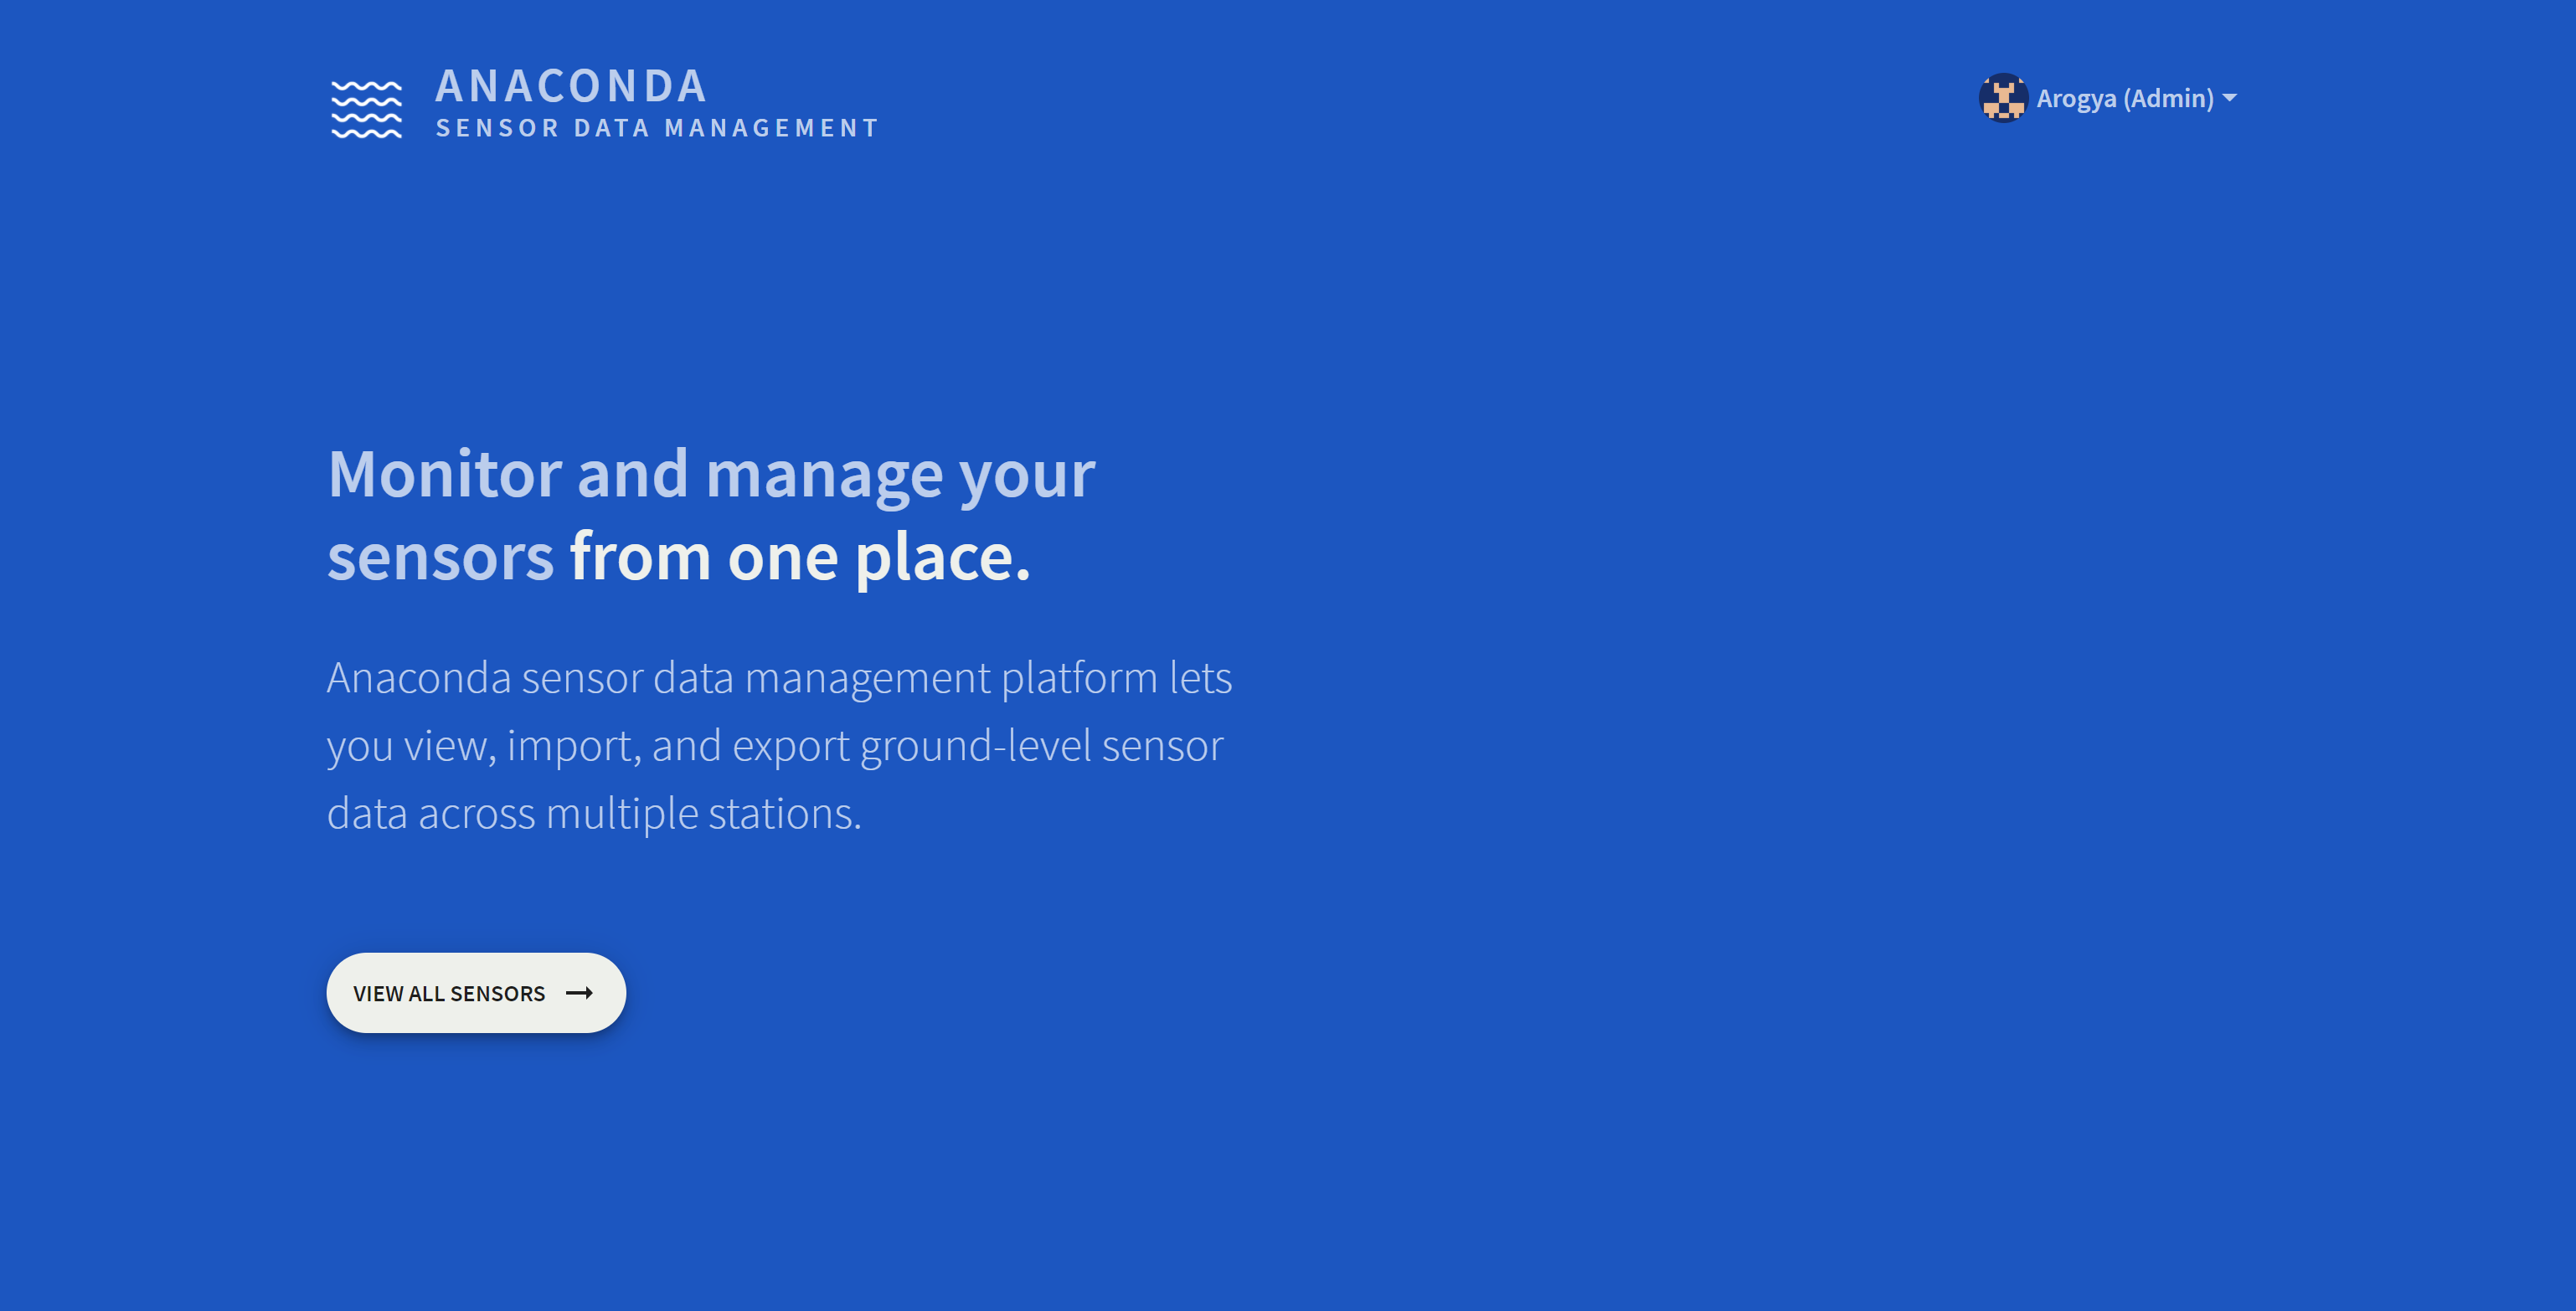 ANACONDA
SENSOR DATA MANAGEMENT
Arogya (Admin)
Monitor and manage your
sensors from one place.
Anaconda sensor data management platform lets
you view, import, and export ground-level sensor
data across multiple stations.
VIEW ALL SENSORS